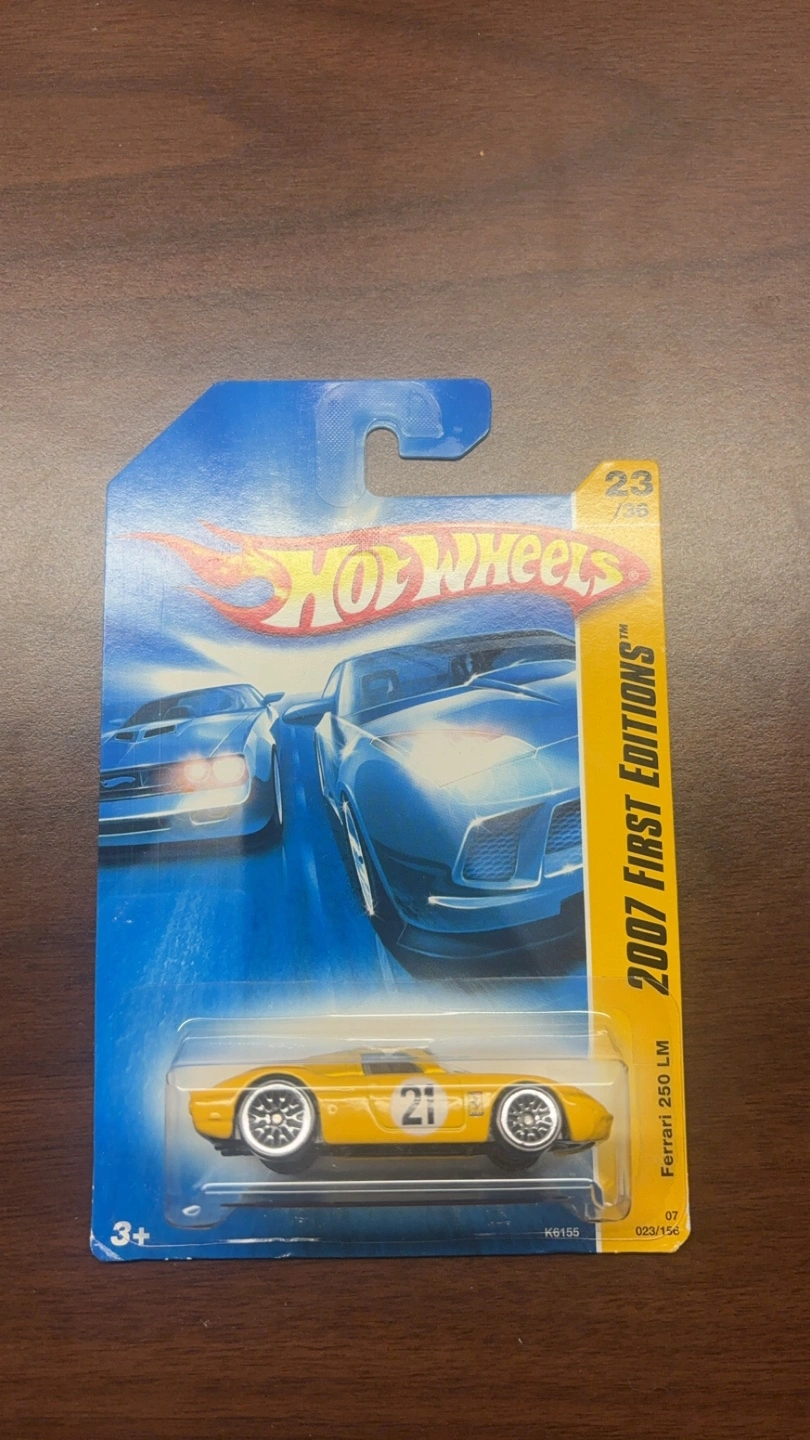 23
/36
HOT WHEELS®
2007 FIRST EDITIONS™
Ferrari 250 LM
21
3+
K6155
07
023/156